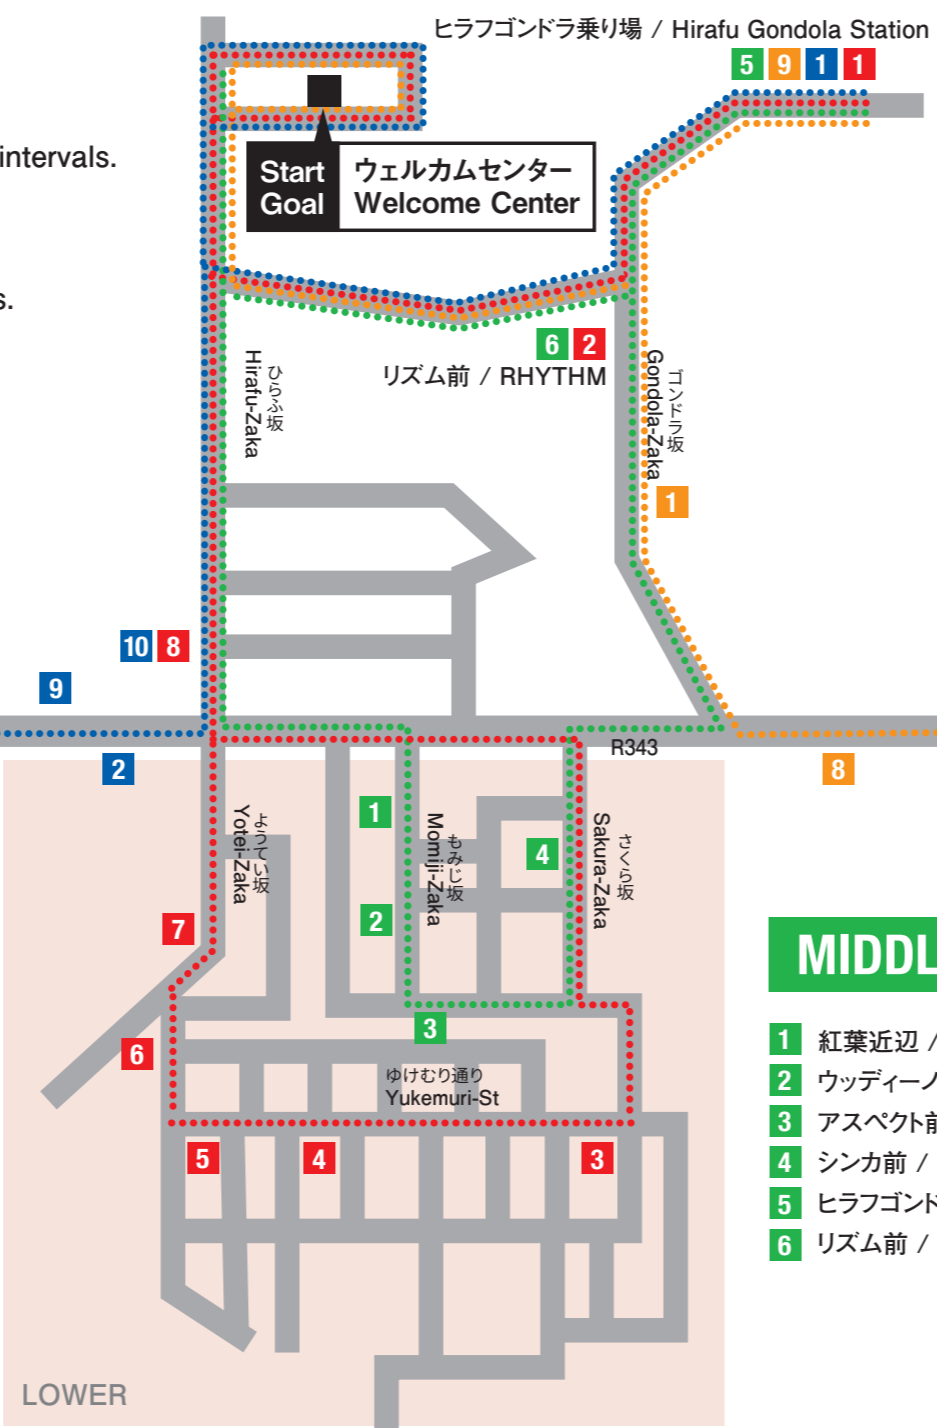 ヒラフゴンドラ乗り場 / Hirafu Gondola Station
5 9 1 1
intervals.
Start
Goal
ウェルカムセンター
Welcome Center
s.
6 2
リズム前 / RHYTHM
ひらふ坂
Hirafu-Zaka
ゴンドラ坂
Gondola-Zaka
1
10 8
9
2
R343
8
1
ようてい坂
Yotei-Zaka
もみじ坂
Momiji-Zaka
4
さくら坂
Sakura-Zaka
2
7
3
6
ゆけむり通り
Yukemuri-St
5
4
3
LOWER
MIDDL
1 紅葉近辺 /
2 ウッディーノ
3 アスペクト前
4 シンカ前 /
5 ヒラフゴンド
6 リズム前 /